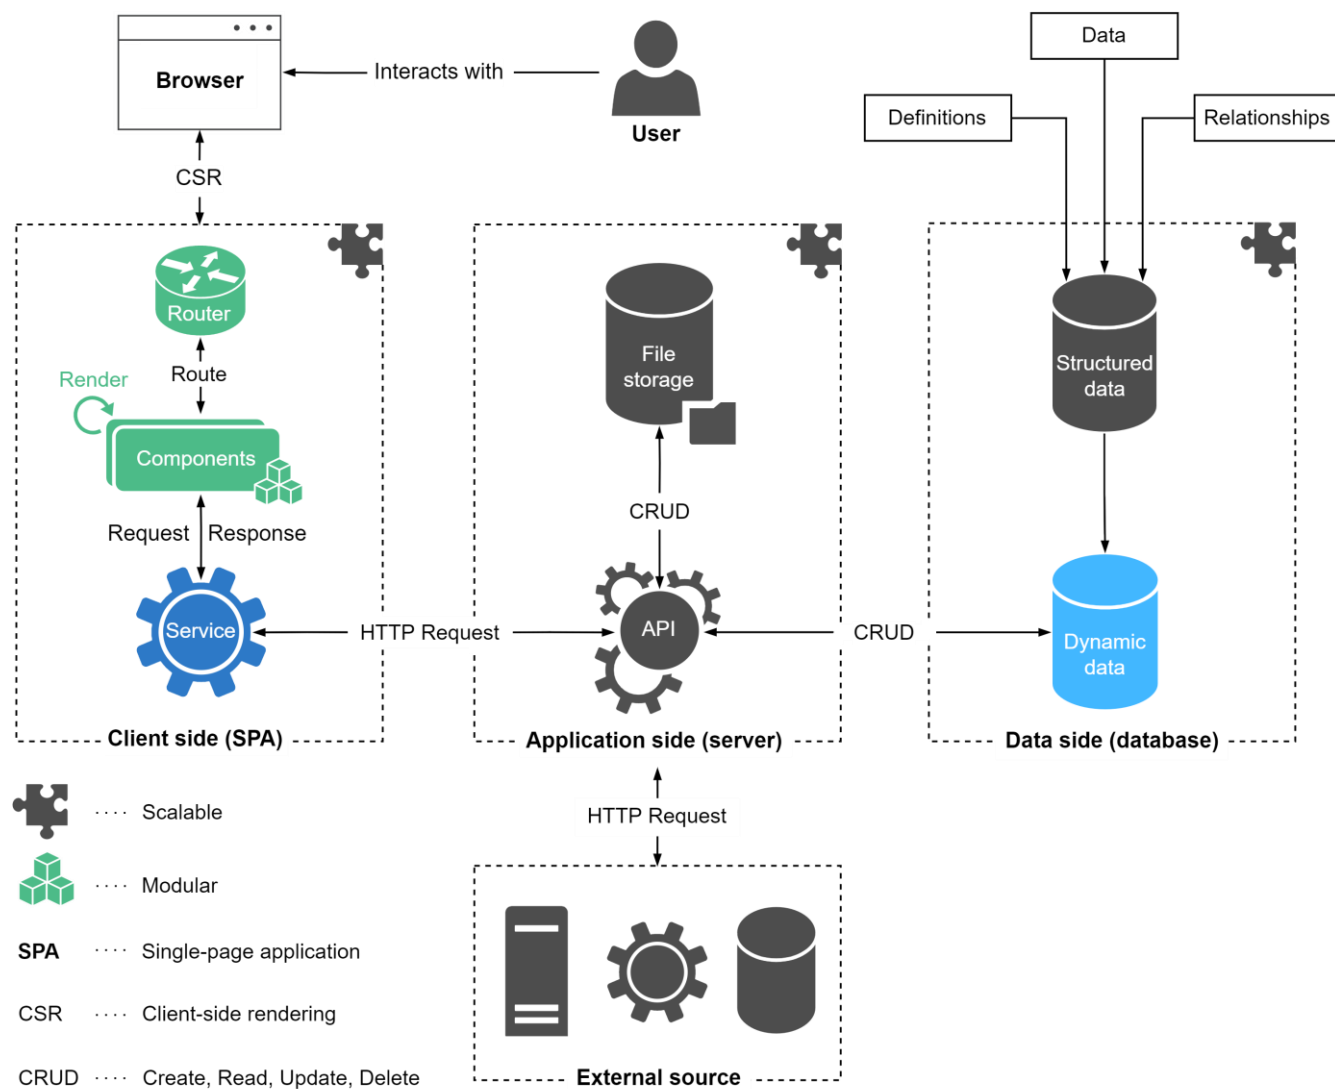 Browser
Interacts with
User
Data
Definitions
Relationships
CSR
Router
Route
Render
Components
Request
Response
Service
HTTP Request
File
storage
CRUD
API
CRUD
Structured
data
Dynamic
data
Client side (SPA)
Application side (server)
Data side (database)
HTTP Request
External source
···· Scalable
···· Modular
SPA ···· Single-page application
CSR ···· Client-side rendering
CRUD ···· Create, Read, Update, Delete